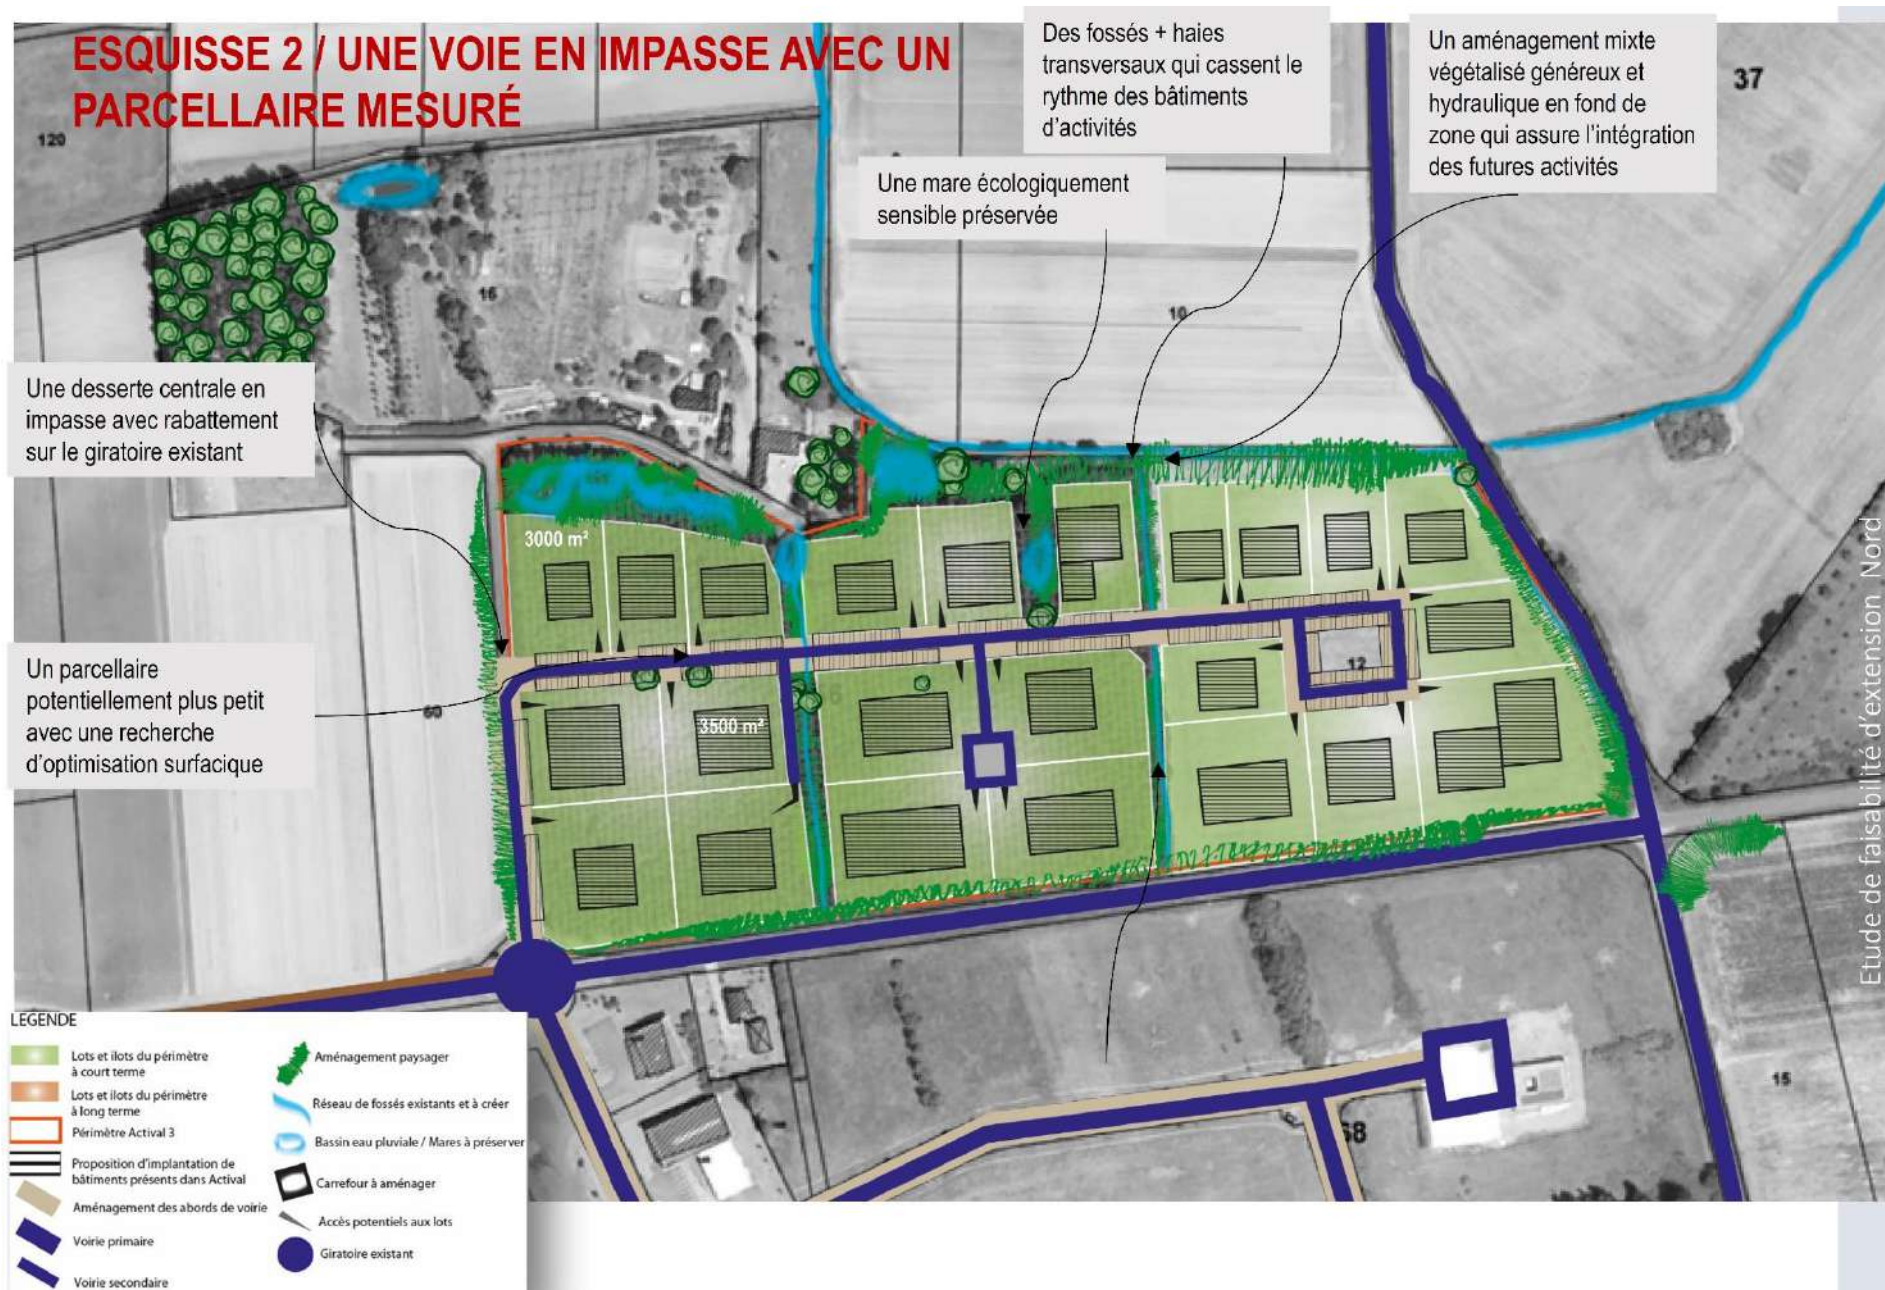 ESQUISSE 2 / UNE VOIE EN IMPASSE AVEC UN
PARCELLAIRE MESURÉ
Des fossés + haies
transversaux qui cassent le
rythme des bâtiments
d'activités
Un aménagement mixte
végétalisé généreux et
hydraulique en fond de
zone qui assure l'intégration
des futures activités
37
120
Une mare écologiquement
sensible préservée
16
10
Une desserte centrale en
impasse avec rabattement
sur le giratoire existant
3000 m²
Un parcellaire
potentiellement plus petit
avec une recherche
d'optimisation surfacique
12
3500 m²
Etude de faisabilité d'extension Nord
15
68
LEGENDE
Lots et ilots du périmètre
à court terme
Lots et ilots du périmètre
à long terme
Périmètre Actival 3
Proposition d'implantation de
bâtiments présents dans Actival
Aménagement des abords de voirie
Voirie primaire
Voirie secondaire
Aménagement paysager
Réseau de fossés existants et à créer
Bassin eau pluviale / Mares à préserver
Carrefour à aménager
Accès potentiels aux lots
Giratoire existant